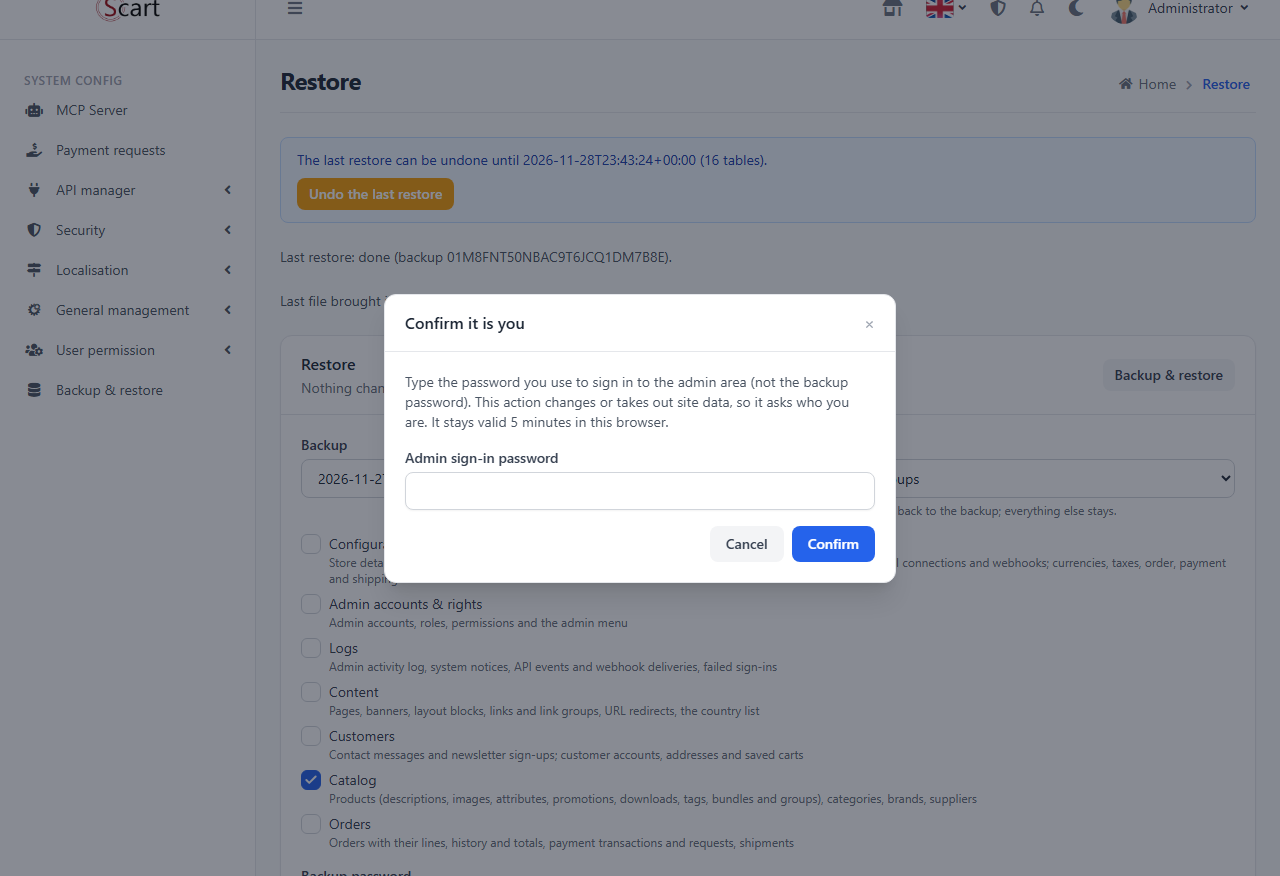 Scart
Administrator
SYSTEM CONFIG
MCP Server
Payment requests
API manager
Security
Localisation
General management
User permission
Backup & restore
Restore
Home
Restore
The last restore can be undone until 2026-11-28T23:43:24+00:00 (16 tables).
Undo the last restore
Last restore: done (backup 01M8FNT50NBAC9T6JCQ1DM7B8E).
Last file brought
Restore
Nothing chan
Backup & restore
Confirm it is you
×
Type the password you use to sign in to the admin area (not the backup
password). This action changes or takes out site data, so it asks who you
are. It stays valid 5 minutes in this browser.
Admin sign-in password
Cancel
Confirm
Backup
2026-11-27
ups
back to the backup; everything else stays.
Configura
Store deta
connections and webhooks; currencies, taxes, order, payment
and shipping
Admin accounts & rights
Admin accounts, roles, permissions and the admin menu
Logs
Admin activity log, system notices, API events and webhook deliveries, failed sign-ins
Content
Pages, banners, layout blocks, links and link groups, URL redirects, the country list
Customers
Contact messages and newsletter sign-ups; customer accounts, addresses and saved carts
Catalog
Products (descriptions, images, attributes, promotions, downloads, tags, bundles and groups), categories, brands, suppliers
Orders
Orders with their lines, history and totals, payment transactions and requests, shipments
Backup password